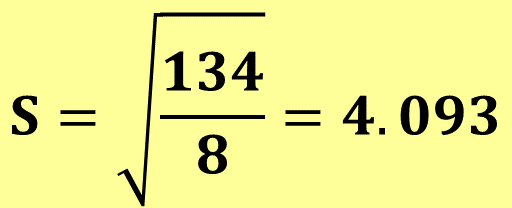 S = √(134/8) = 4.093